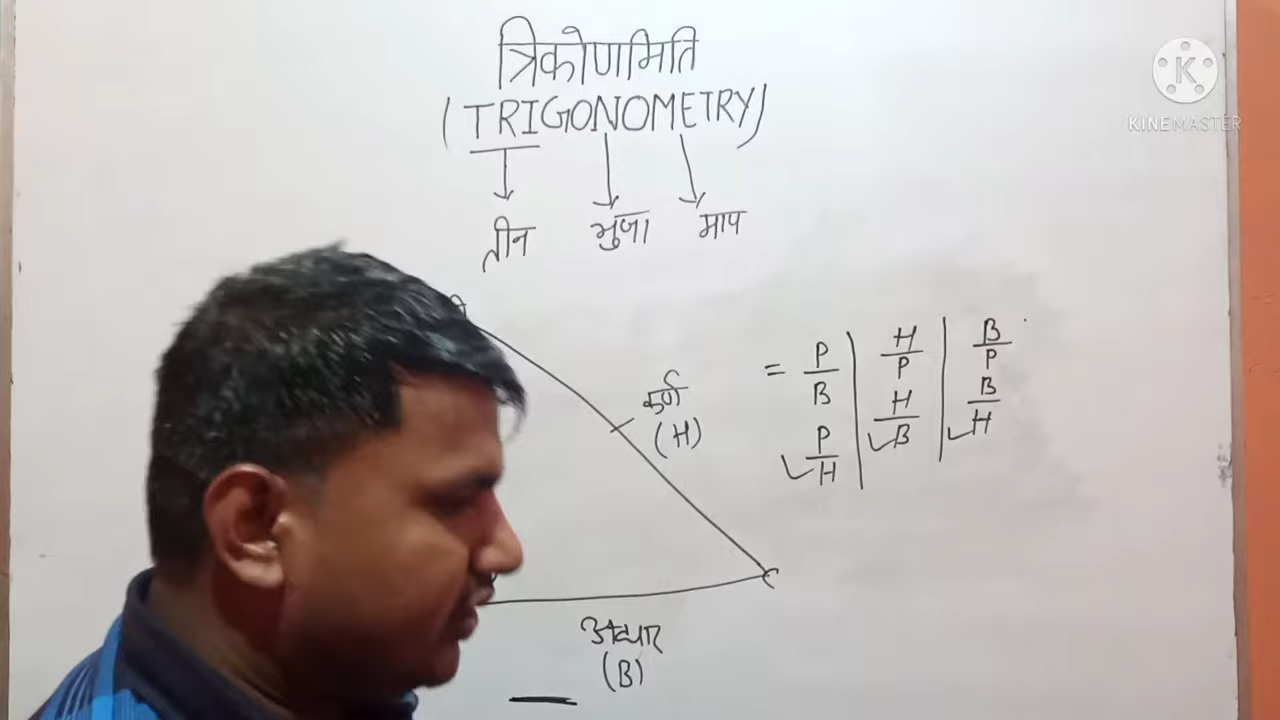 त्रिकोणमिति
(TRIGONOMETRY)
तीन भुजा माप
K
KINEMASTER
कर्ण
(H)
= P/B | H/P | B/P
P/H | H/B | B/H
आधार
(B)